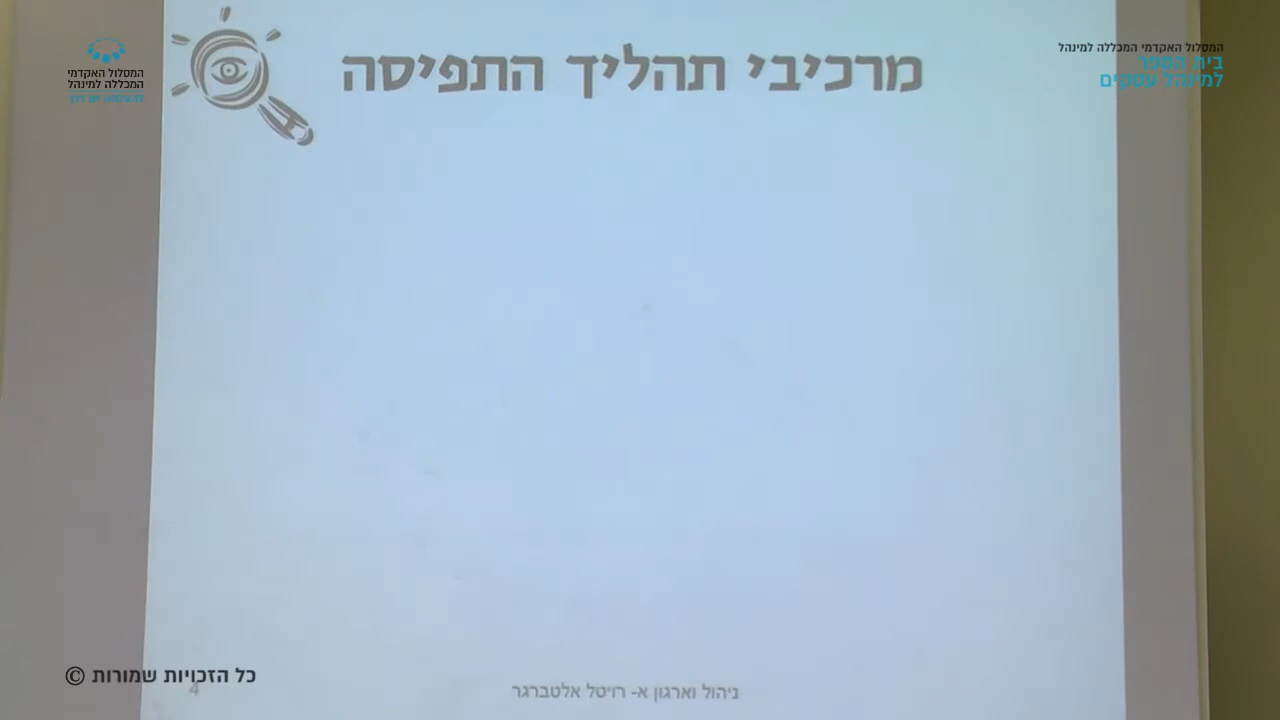 המסלול האקדמי המכללה למינהל
בית הספר
למינהל עסקים
המסלול האקדמי
המכללה למינהל
מרכיבי תהליך התפיסה
ניהול וארגון א- רויטל אלטברגר
4
כל הזכויות שמורות ©